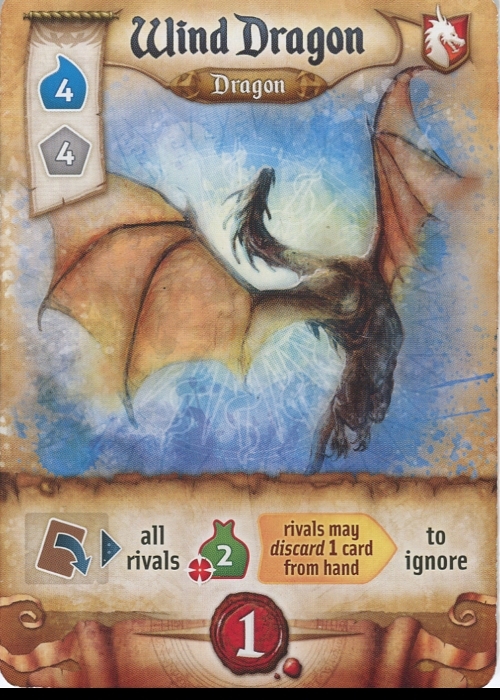 Wind Dragon
Dragon
4
4
all
rivals
2
rivals may
discard 1 card
from hand
to
ignore
1